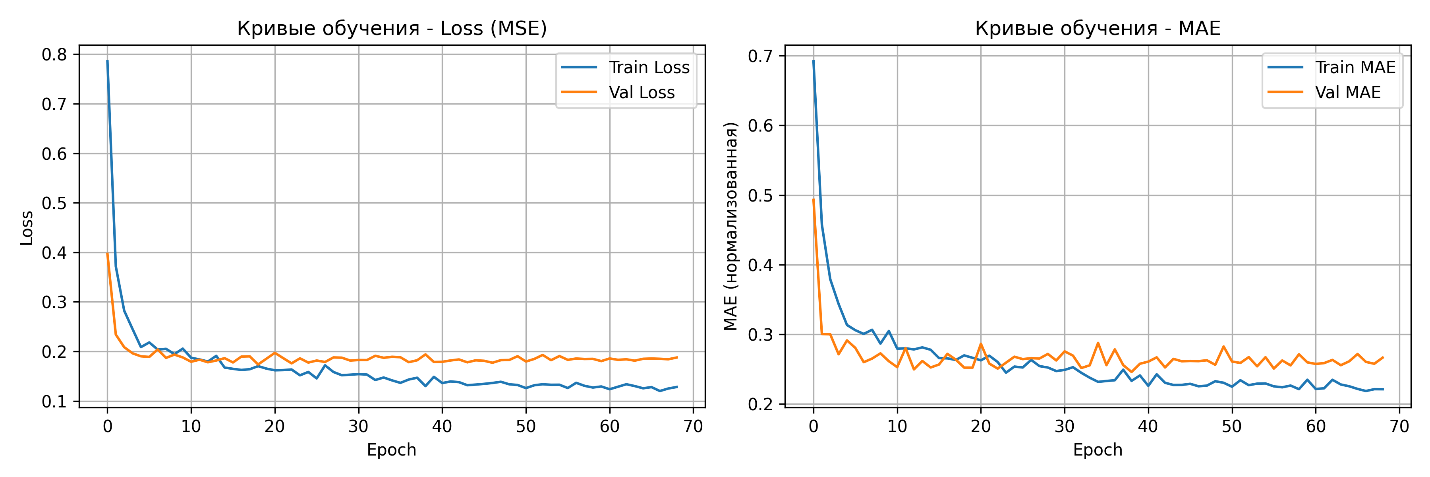 Кривые обучения - Loss (MSE)
Loss
0.8
0.7
0.6
0.5
0.4
0.3
0.2
0.1
Train Loss
Val Loss
0 10 20 30 40 50 60 70
Epoch
Кривые обучения - MAE
MAE (нормализованная)
0.7
0.6
0.5
0.4
0.3
0.2
Train MAE
Val MAE
0 10 20 30 40 50 60 70
Epoch